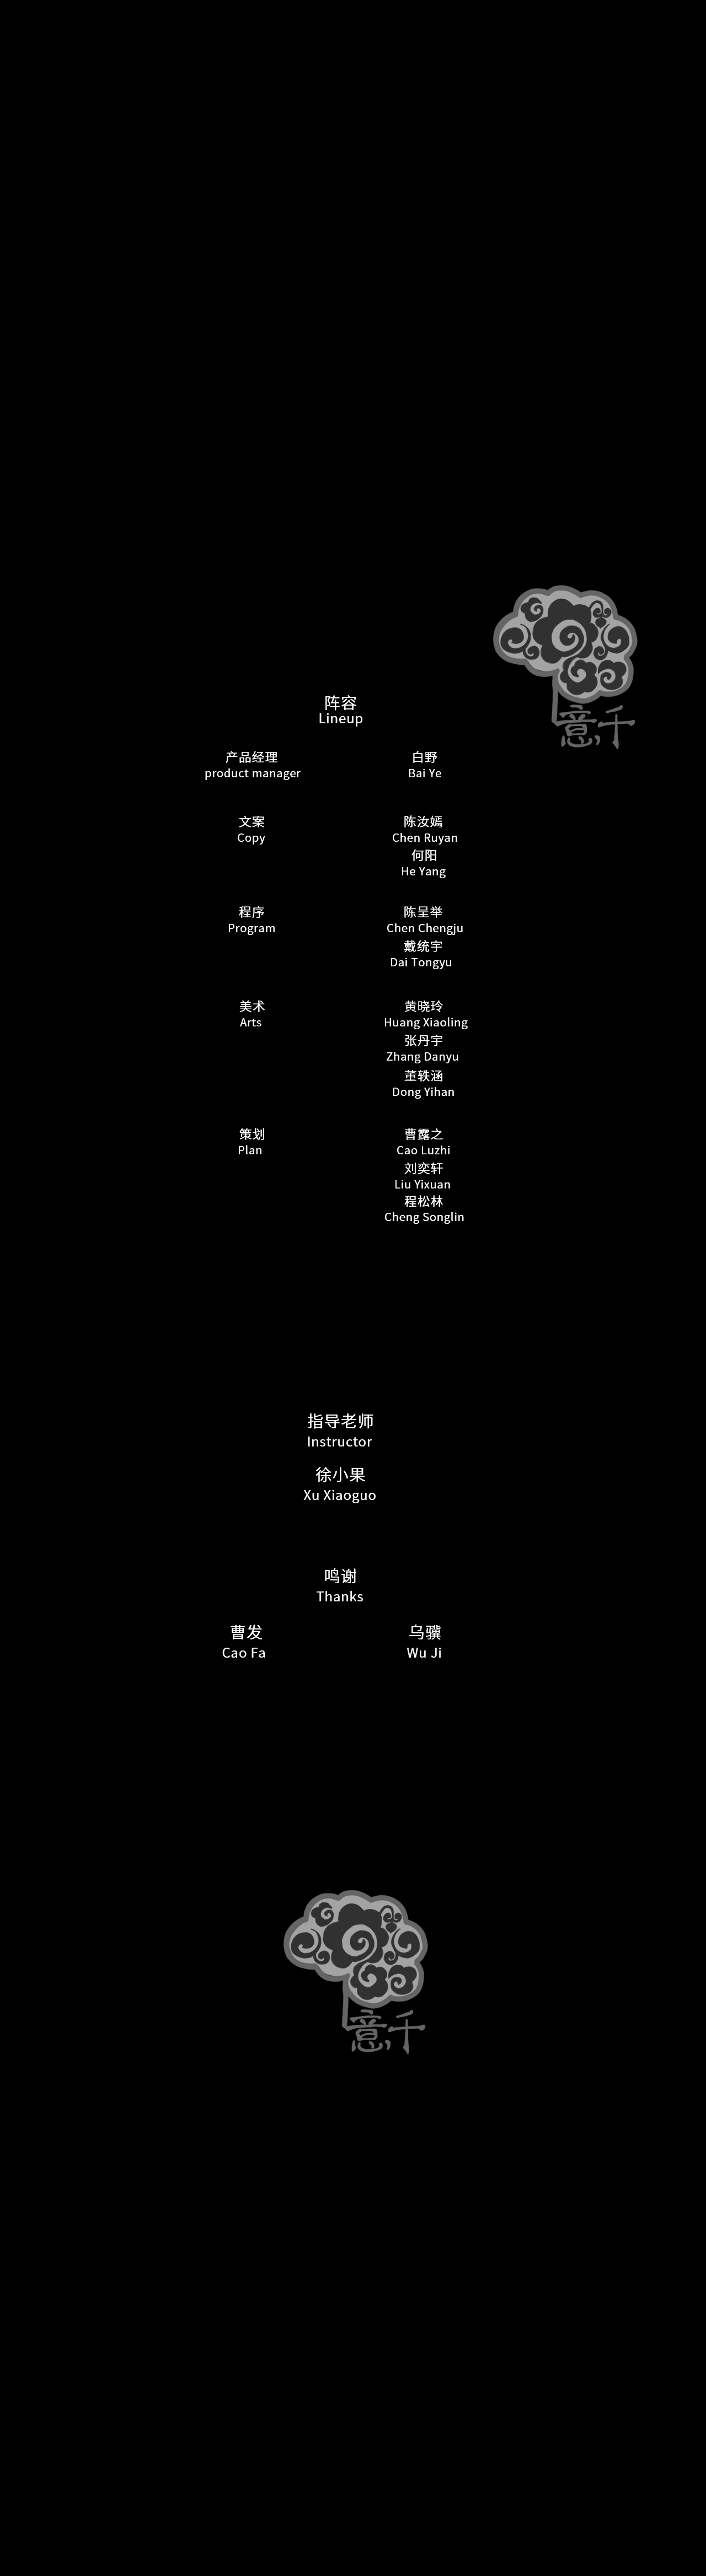 意千
阵容
Lineup
产品经理 白野
product manager Bai Ye
文案 陈汝嫣
Copy Chen Ruyan
何阳
He Yang
程序 陈呈举
Program Chen Chengju
戴统宇
Dai Tongyu
美术 黄晓玲
Arts Huang Xiaoling
张丹宇
Zhang Danyu
董轶涵
Dong Yihan
策划 曹露之
Plan Cao Luzhi
刘奕轩
Liu Yixuan
程松林
Cheng Songlin
指导老师
Instructor
徐小果
Xu Xiaoguo
鸣谢
Thanks
曹发 乌骥
Cao Fa Wu Ji
意千